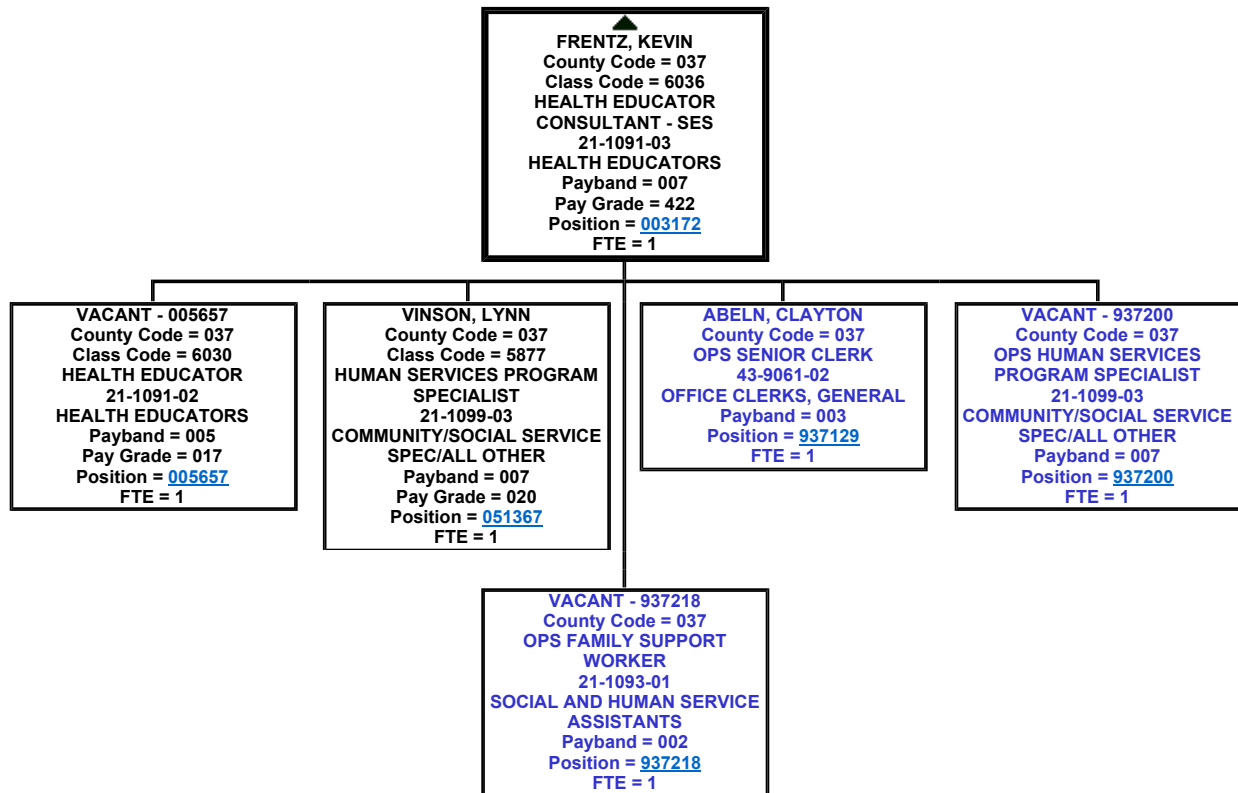 FRENTZ, KEVIN
County Code = 037
Class Code = 6036
HEALTH EDUCATOR
CONSULTANT - SES
21-1091-03
HEALTH EDUCATORS
Payband = 007
Pay Grade = 422
Position = 003172
FTE = 1
VACANT - 005657
County Code = 037
Class Code = 6030
HEALTH EDUCATOR
21-1091-02
HEALTH EDUCATORS
Payband = 005
Pay Grade = 017
Position = 005657
FTE = 1
VINSON, LYNN
County Code = 037
Class Code = 5877
HUMAN SERVICES PROGRAM
SPECIALIST
21-1099-03
COMMUNITY/SOCIAL SERVICE
SPEC/ALL OTHER
Payband = 007
Pay Grade = 020
Position = 051367
FTE = 1
ABELN, CLAYTON
County Code = 037
OPS SENIOR CLERK
43-9061-02
OFFICE CLERKS, GENERAL
Payband = 003
Position = 937129
FTE = 1
VACANT - 937200
County Code = 037
OPS HUMAN SERVICES
PROGRAM SPECIALIST
21-1099-03
COMMUNITY/SOCIAL SERVICE
SPEC/ALL OTHER
Payband = 007
Position = 937200
FTE = 1
VACANT - 937218
County Code = 037
OPS FAMILY SUPPORT
WORKER
21-1093-01
SOCIAL AND HUMAN SERVICE
ASSISTANTS
Payband = 002
Position = 937218
FTE = 1